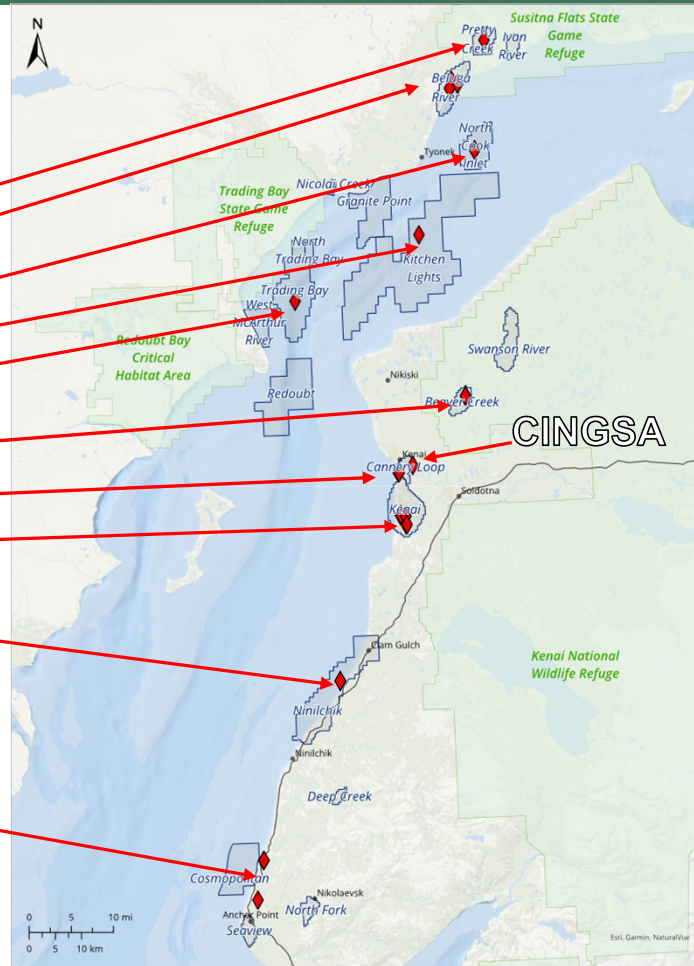 N
Susitna Flats State
Game
Refuge
Pretty
Creek
Ivan
River
Beluga
River
North
Cook
Inlet
Tyonek
Nicolai Creek
Granite Point
Trading Bay
State Game
Refuge
North
Trading Bay
Kitchen
Lights
Trading Bay
West
McArthur
River
Redoubt Bay
Critical
Habitat Area
Swanson River
Nikiski
Redoubt
Beaver Creek
CINGSA
Kenai
Cannery Loop
Soldotna
Kenai
Clam Gulch
Kenai National
Wildlife Refuge
Ninilchik
Ninilchik
Deep Creek
Cosmopolitan
Nikolaevsk
North Fork
Anchor Point
Seaview
0 5 10 mi
0 5 10 km
Esri, Garmin, NaturalVue